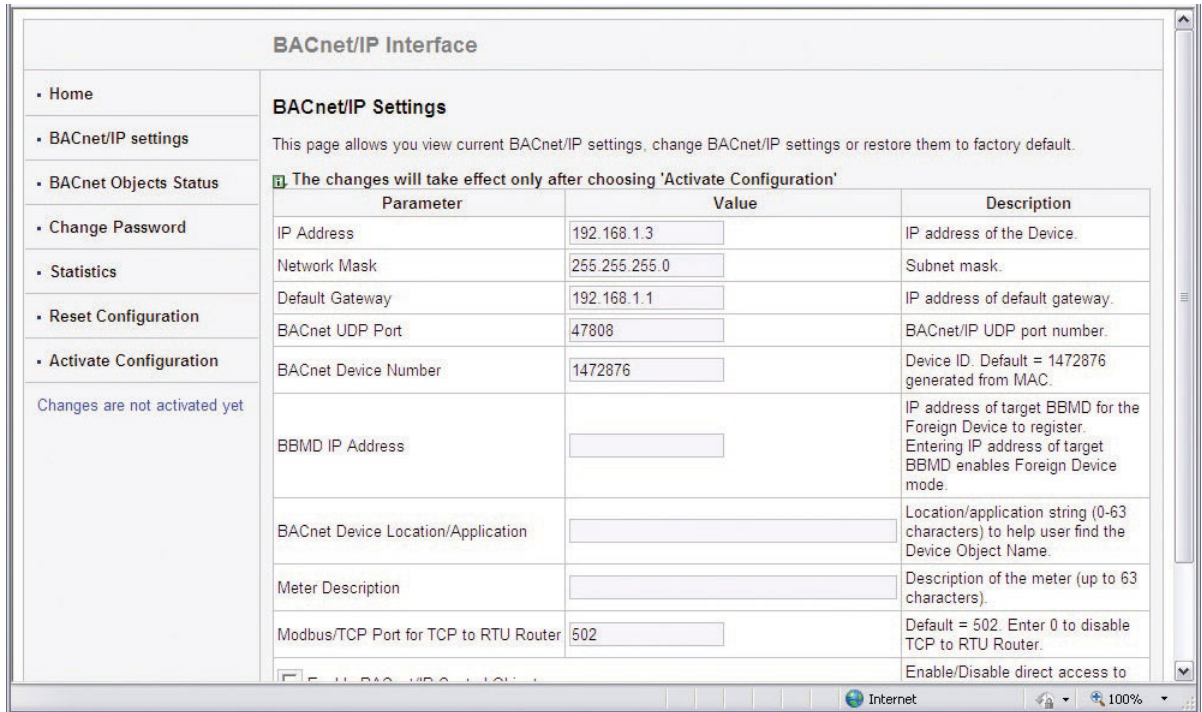 BACnet/IP Interface
Home
BACnet/IP settings
BACnet Objects Status
Change Password
Statistics
Reset Configuration
Activate Configuration
Changes are not activated yet
BACnet/IP Settings
This page allows you view current BACnet/IP settings, change BACnet/IP settings or restore them to factory default.
The changes will take effect only after choosing 'Activate Configuration'
Parameter Value Description
IP Address 192.168.1.3 IP address of the Device.
Network Mask 255.255.255.0 Subnet mask.
Default Gateway 192.168.1.1 IP address of default gateway.
BACnet UDP Port 47808 BACnet/IP UDP port number.
BACnet Device Number 1472876 Device ID. Default = 1472876
generated from MAC.
BBMD IP Address
IP address of target BBMD for the
Foreign Device to register.
Entering IP address of target
BBMD enables Foreign Device
mode.
BACnet Device Location/Application
Location/application string (0-63
characters) to help user find the
Device Object Name.
Meter Description
Description of the meter (up to 63
characters).
Modbus/TCP Port for TCP to RTU Router 502
Default = 502. Enter 0 to disable
TCP to RTU Router.
Enable/Disable direct access to
Internet 100%